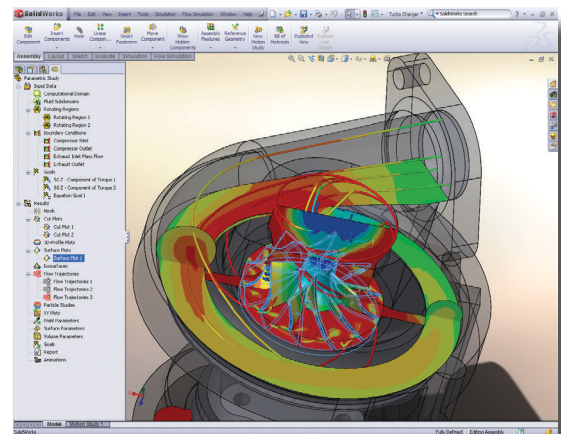 SolidWorks
File Edit View Insert Tools Simulation Flow Simulation Window Help
Turbo Charger *
SolidWorks Search
Edit Component
Insert Components
Mate
Linear Compon...
Smart Fasteners
Move Component
Show Hidden Components
Assembly Features
Reference Geometry
New Motion Study
Bill of Materials
Exploded View
Explode Line Sketch
Assembly Layout Sketch Evaluate Simulation Flow Simulation
Parametric Study
Input Data
Computational Domain
Fluid Subdomains
Rotating Regions
Rotating Region 1
Rotating Region 2
Boundary Conditions
Compressor Inlet
Compressor Outlet
Exhaust Inlet Mass Flow
Exhaust Outlet
Goals
SG Z - Component of Torque 1
SG Z - Component of Torque 2
Equation Goal 1
Results
Mesh
Cut Plots
Cut Plot 1
Cut Plot 2
3D-Profile Plots
Surface Plots
Surface Plot 1
Isosurfaces
Flow Trajectories
Flow Trajectories 1
Flow Trajectories 2
Flow Trajectories 3
Particle Studies
XY Plots
Point Parameters
Surface Parameters
Volume Parameters
Goals
Report
Animations
Model Motion Study 1
SolidWorks
Fully Defined Editing Assembly